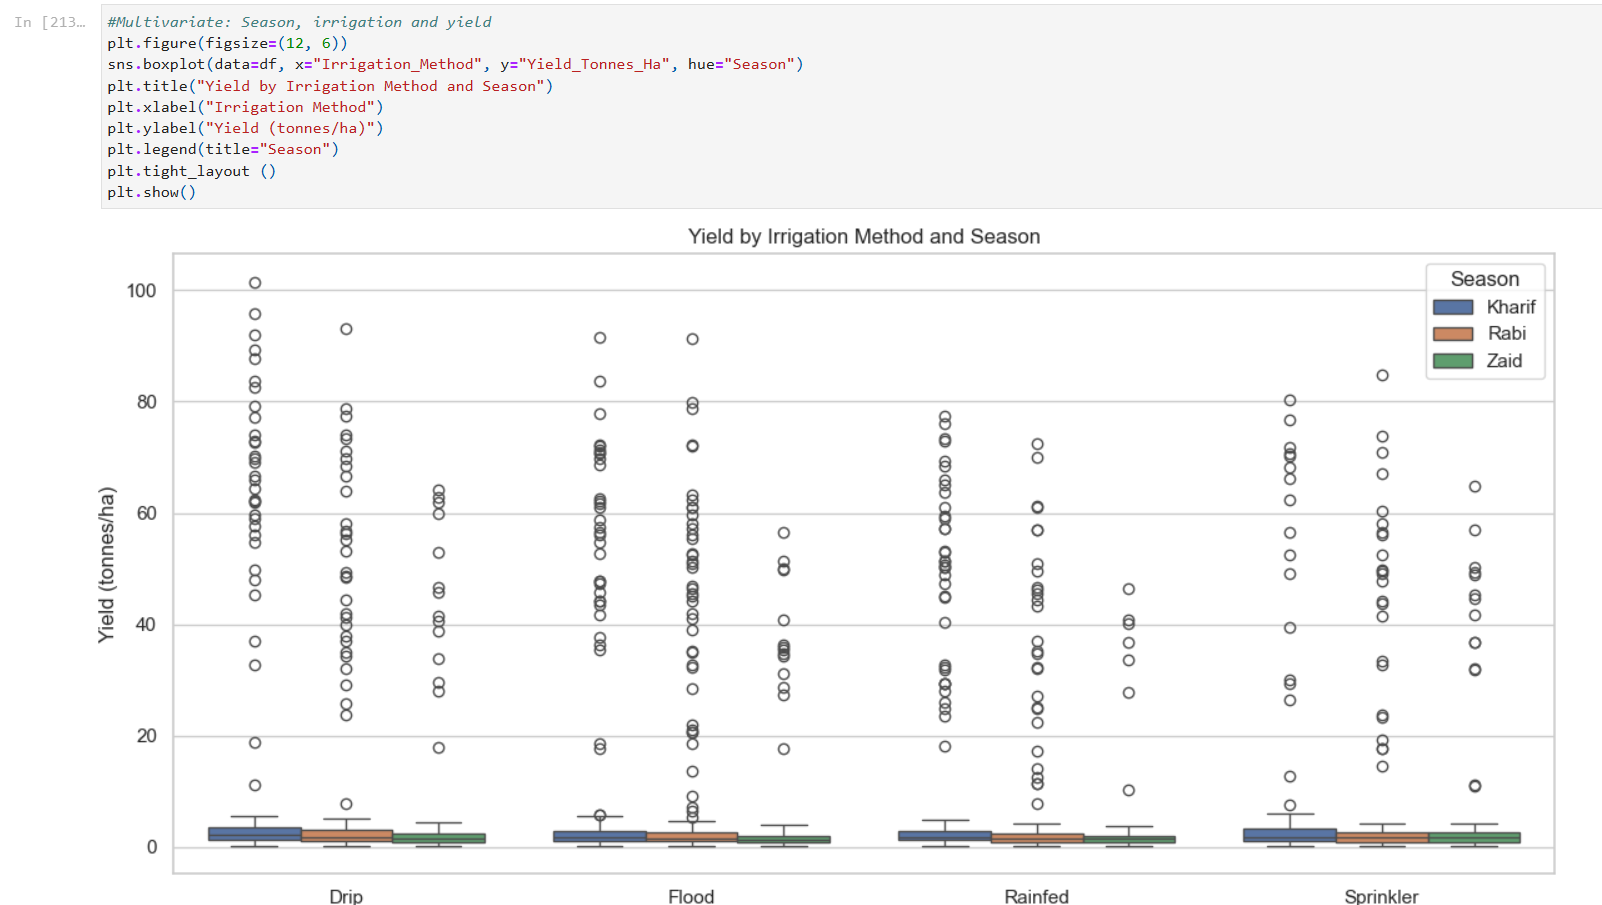 In [213…
#Multivariate: Season, irrigation and yield
plt.figure(figsize=(12, 6))
sns.boxplot(data=df, x="Irrigation_Method", y="Yield_Tonnes_Ha", hue="Season")
plt.title("Yield by Irrigation Method and Season")
plt.xlabel("Irrigation Method")
plt.ylabel("Yield (tonnes/ha)")
plt.legend(title="Season")
plt.tight_layout ()
plt.show()
Yield by Irrigation Method and Season
Season
Kharif
Rabi
Zaid
Yield (tonnes/ha)
100
80
60
40
20
0
Drip Flood Rainfed Sprinkler